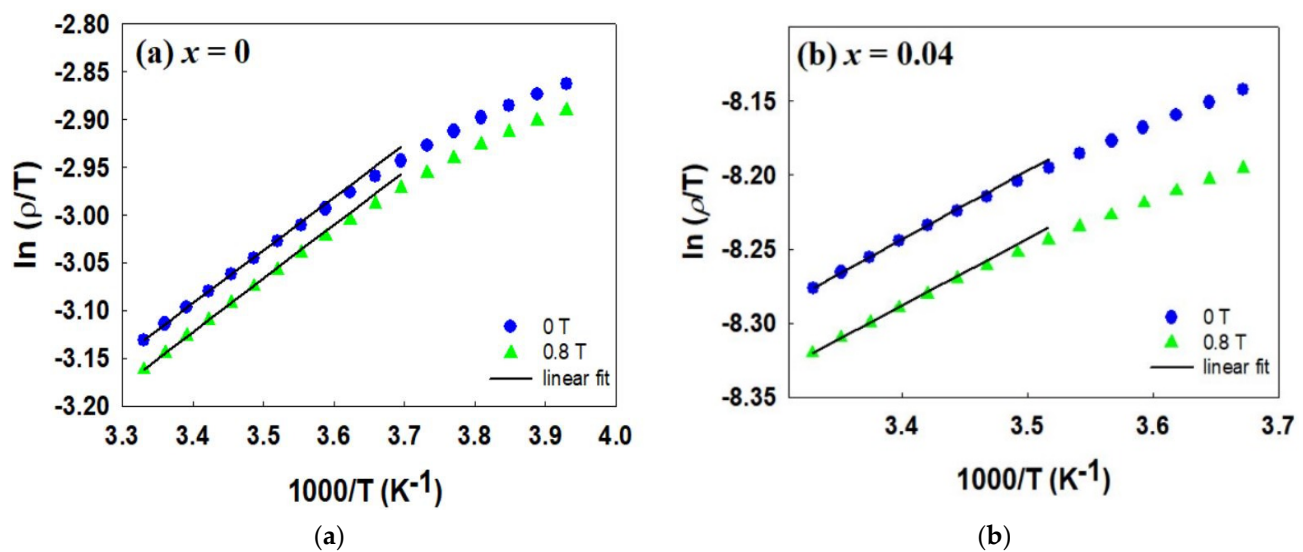 (a) x = 0
ln (ρ/T)
-2.80
-2.85
-2.90
-2.95
-3.00
-3.05
-3.10
-3.15
-3.20
0 T
0.8 T
linear fit
3.3 3.4 3.5 3.6 3.7 3.8 3.9 4.0
1000/T (K⁻¹)
(a)
(b) x = 0.04
ln (ρ/T)
-8.15
-8.20
-8.25
-8.30
-8.35
0 T
0.8 T
linear fit
3.4 3.5 3.6 3.7
1000/T (K⁻¹)
(b)